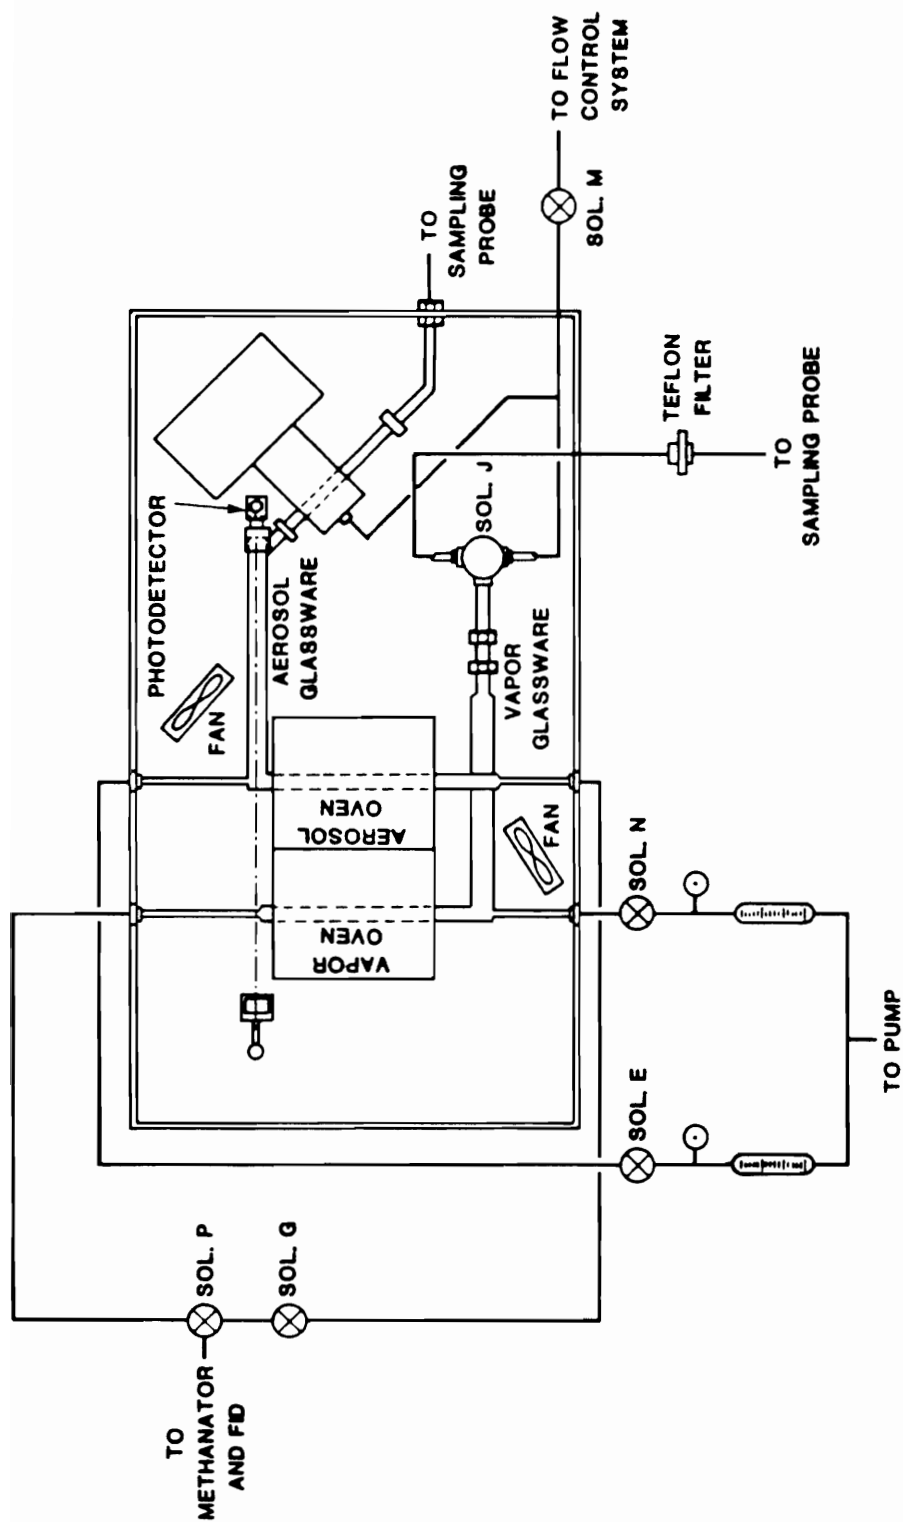 TO
METHANATOR
AND FID
SOL. P
SOL. G
PHOTODETECTOR
FAN
AEROSOL
GLASSWARE
TO
SAMPLING
PROBE
TO FLOW
CONTROL
SYSTEM
SOL. M
VAPOR
OVEN
AEROSOL
OVEN
FAN
VAPOR
GLASSWARE
SOL. J
TEFLON
FILTER
TO
SAMPLING PROBE
SOL. E
SOL. N
TO PUMP